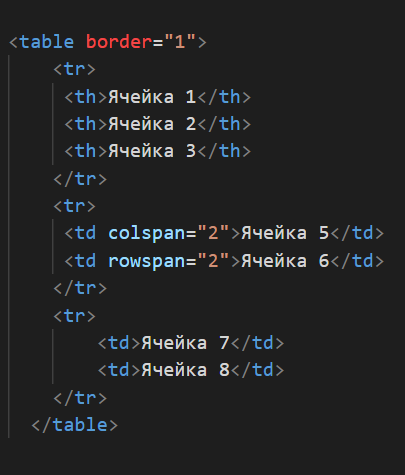 <table border="1">
<tr>
<th>Ячейка 1</th>
<th>Ячейка 2</th>
<th>Ячейка 3</th>
</tr>
<tr>
<td colspan="2">Ячейка 5</td>
<td rowspan="2">Ячейка 6</td>
</tr>
<tr>
<td>Ячейка 7</td>
<td>Ячейка 8</td>
</tr>
</table>